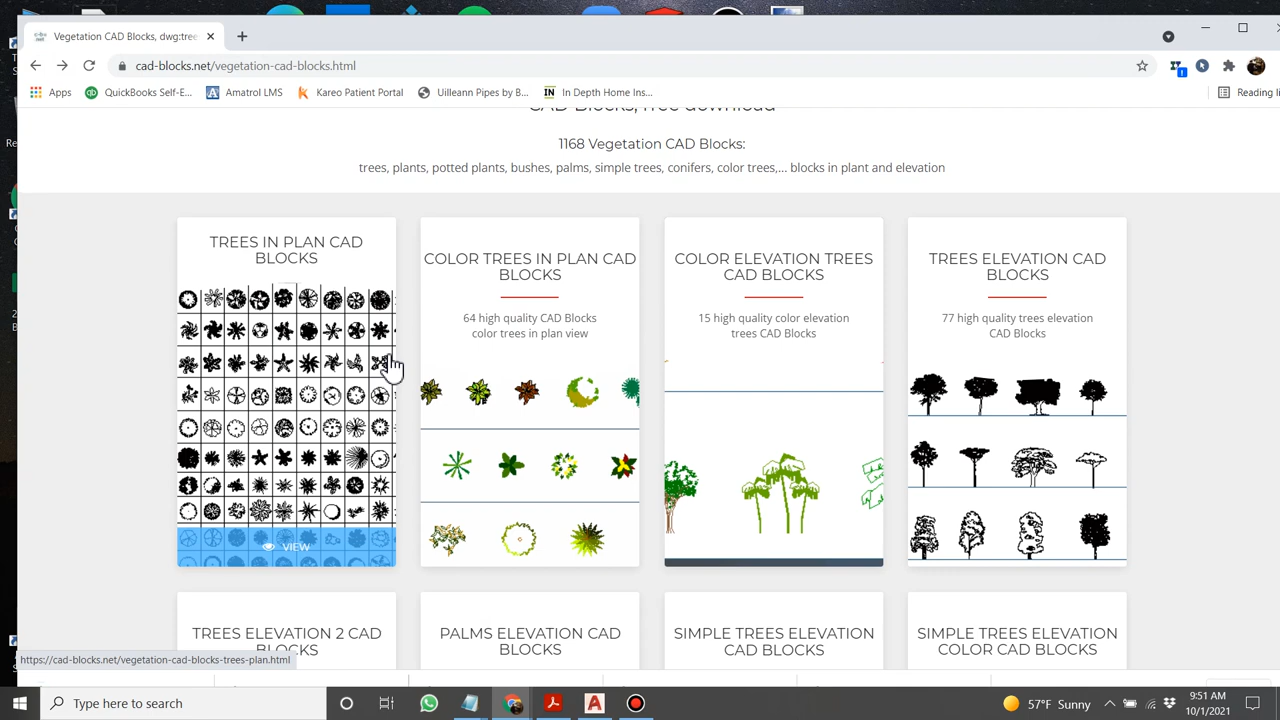 Vegetation CAD Blocks, dwg:tree
cad-blocks.net/vegetation-cad-blocks.html
Apps
QuickBooks Self-E...
Amatrol LMS
Kareo Patient Portal
Uilleann Pipes by B...
IN
In Depth Home Ins...
Reading
CAD Blocks, free download
1168 Vegetation CAD Blocks:
trees, plants, potted plants, bushes, palms, simple trees, conifers, color trees,... blocks in plant and elevation
TREES IN PLAN CAD
BLOCKS
VIEW
COLOR TREES IN PLAN CAD
BLOCKS
64 high quality CAD Blocks
color trees in plan view
COLOR ELEVATION TREES
CAD BLOCKS
15 high quality color elevation
trees CAD Blocks
TREES ELEVATION CAD
BLOCKS
77 high quality trees elevation
CAD Blocks
TREES ELEVATION 2 CAD
BLOCKS
PALMS ELEVATION CAD
BLOCKS
SIMPLE TREES ELEVATION
CAD BLOCKS
SIMPLE TREES ELEVATION
COLOR CAD BLOCKS
https://cad-blocks.net/vegetation-cad-blocks-trees-plan.html
Type here to search
57°F Sunny
9:51 AM
10/1/2021